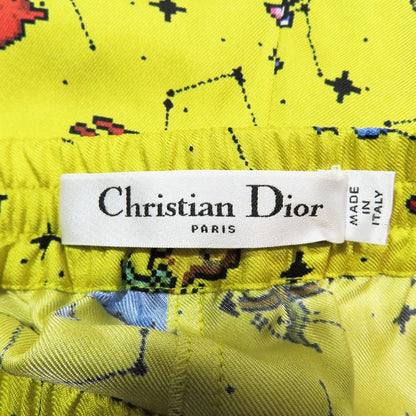 Christian Dior
PARIS
MADE
IN
ITALY